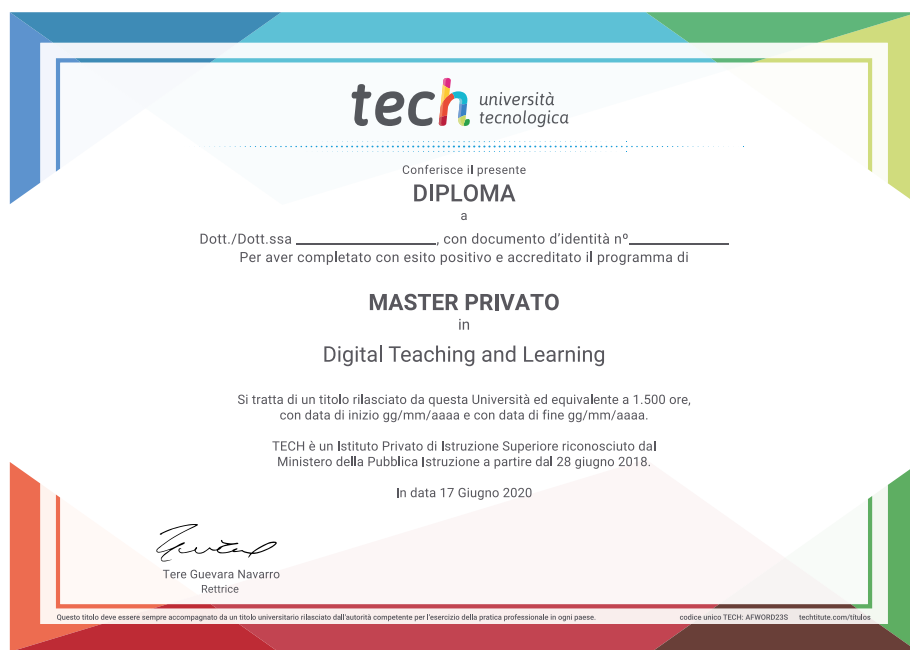 tech università
tecnologica
Conferisce il presente
DIPLOMA
a
Dott./Dott.ssa ____________________, con documento d'identità nº______________
Per aver completato con esito positivo e accreditato il programma di
MASTER PRIVATO
in
Digital Teaching and Learning
Si tratta di un titolo rilasciato da questa Università ed equivalente a 1.500 ore,
con data di inizio gg/mm/aaaa e con data di fine gg/mm/aaaa.
TECH è un Istituto Privato di Istruzione Superiore riconosciuto dal
Ministero della Pubblica Istruzione a partire dal 28 giugno 2018.
In data 17 Giugno 2020
Tere Guevara Navarro
Rettrice
Questo titolo deve essere sempre accompagnato da un titolo universitario rilasciato dall'autorità competente per l'esercizio della pratica professionale in ogni paese. codice unico TECH: AFWORD23S techtitute.com/titulos